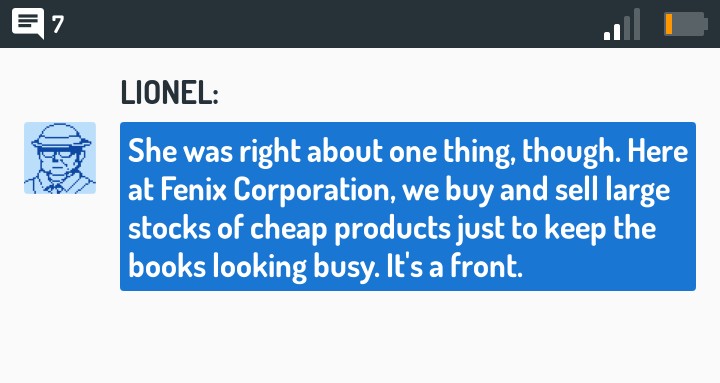 7
LIONEL:
She was right about one thing, though. Here
at Fenix Corporation, we buy and sell large
stocks of cheap products just to keep the
books looking busy. It's a front.